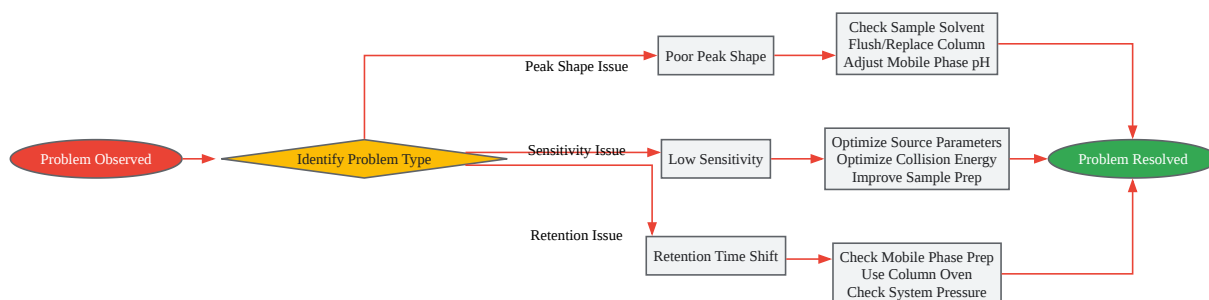 Problem Observed
Identify Problem Type
Peak Shape Issue
Poor Peak Shape
Check Sample Solvent
Flush/Replace Column
Adjust Mobile Phase pH
Sensitivity Issue
Low Sensitivity
Optimize Source Parameters
Optimize Collision Energy
Improve Sample Prep
Retention Issue
Retention Time Shift
Check Mobile Phase Prep
Use Column Oven
Check System Pressure
Problem Resolved